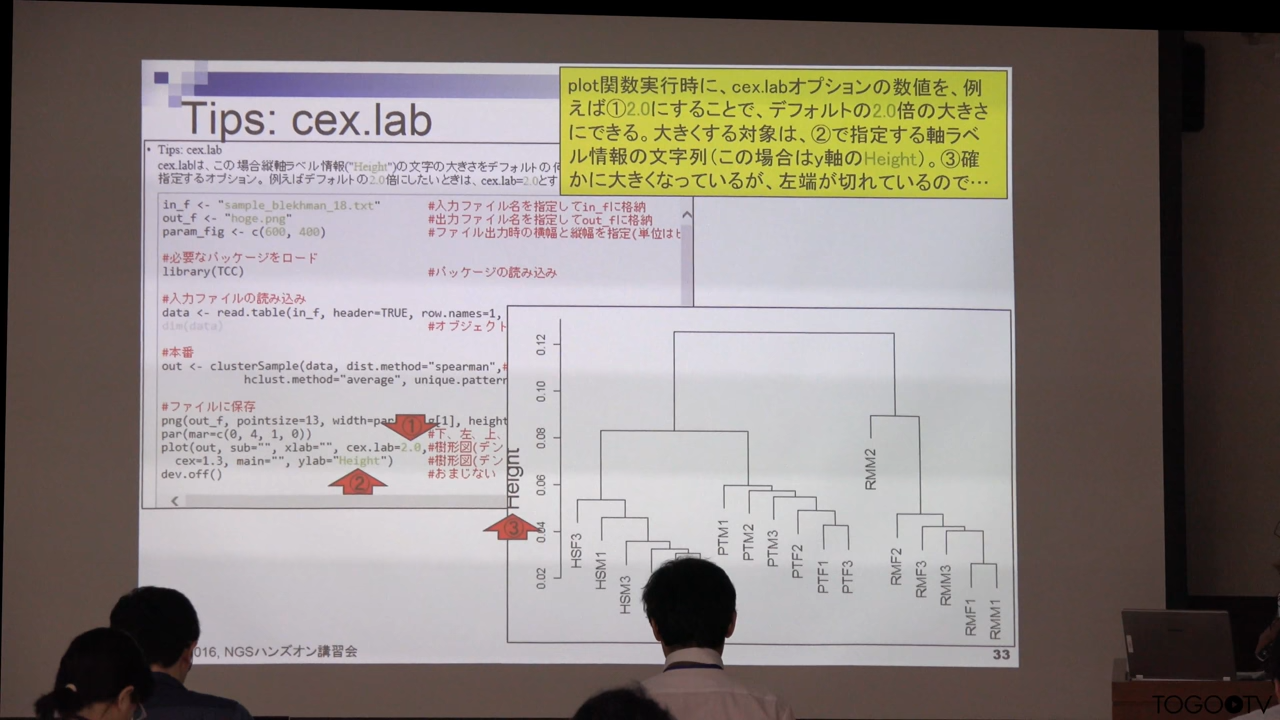 Tips: cex.lab
plot関数実行時に、cex.labオプションの数値を、例
えば①2.0にすることで、デフォルトの2.0倍の大きさ
にできる。大きくする対象は、②で指定する軸ラベ
ル情報の文字列(この場合はy軸のHeight)。③確
かに大きくなっているが、左端が切れているので…
• Tips: cex.lab
cex.labは、この場合縦軸ラベル情報("Height")の文字の大きさをデフォルトの
指定するオプション。例えばデフォルトの2.0倍にしたいときは、cex.lab=2.0とす
in_f <- "sample_blekhman_18.txt" #入力ファイル名を指定してin_fに格納
out_f <- "hoge.png" #出力ファイル名を指定してout_fに格納
param_fig <- c(600, 400) #ファイル出力時の横幅と縦幅を指定(単位はピ
#必要なパッケージをロード
library(TCC) #パッケージの読み込み
#入力ファイルの読み込み
data <- read.table(in_f, header=TRUE, row.names=1,
dim(data) #オブジェクト
#本番
out <- clusterSample(data, dist.method="spearman",#
hclust.method="average", unique.pattern
#ファイルに保存
png(out_f, pointsize=13, width=par g[1], height
par(mar=c(0, 4, 1, 0)) #下、左、上、
plot(out, sub="", xlab="", cex.lab=2.0,#樹形図(デン
cex=1.3, main="", ylab="Height") #樹形図(デン
dev.off() #おまじない
①
②
③
Height
0.12
0.10
0.08
0.06
0.04
0.02
HSF3
HSM1
HSM3
PTM1
PTM2
PTM3
PTF2
PTF1
PTF3
RMM2
RMF2
RMF3
RMM3
RMF1
RMM1
016, NGSハンズオン講習会
33
TOGOTV